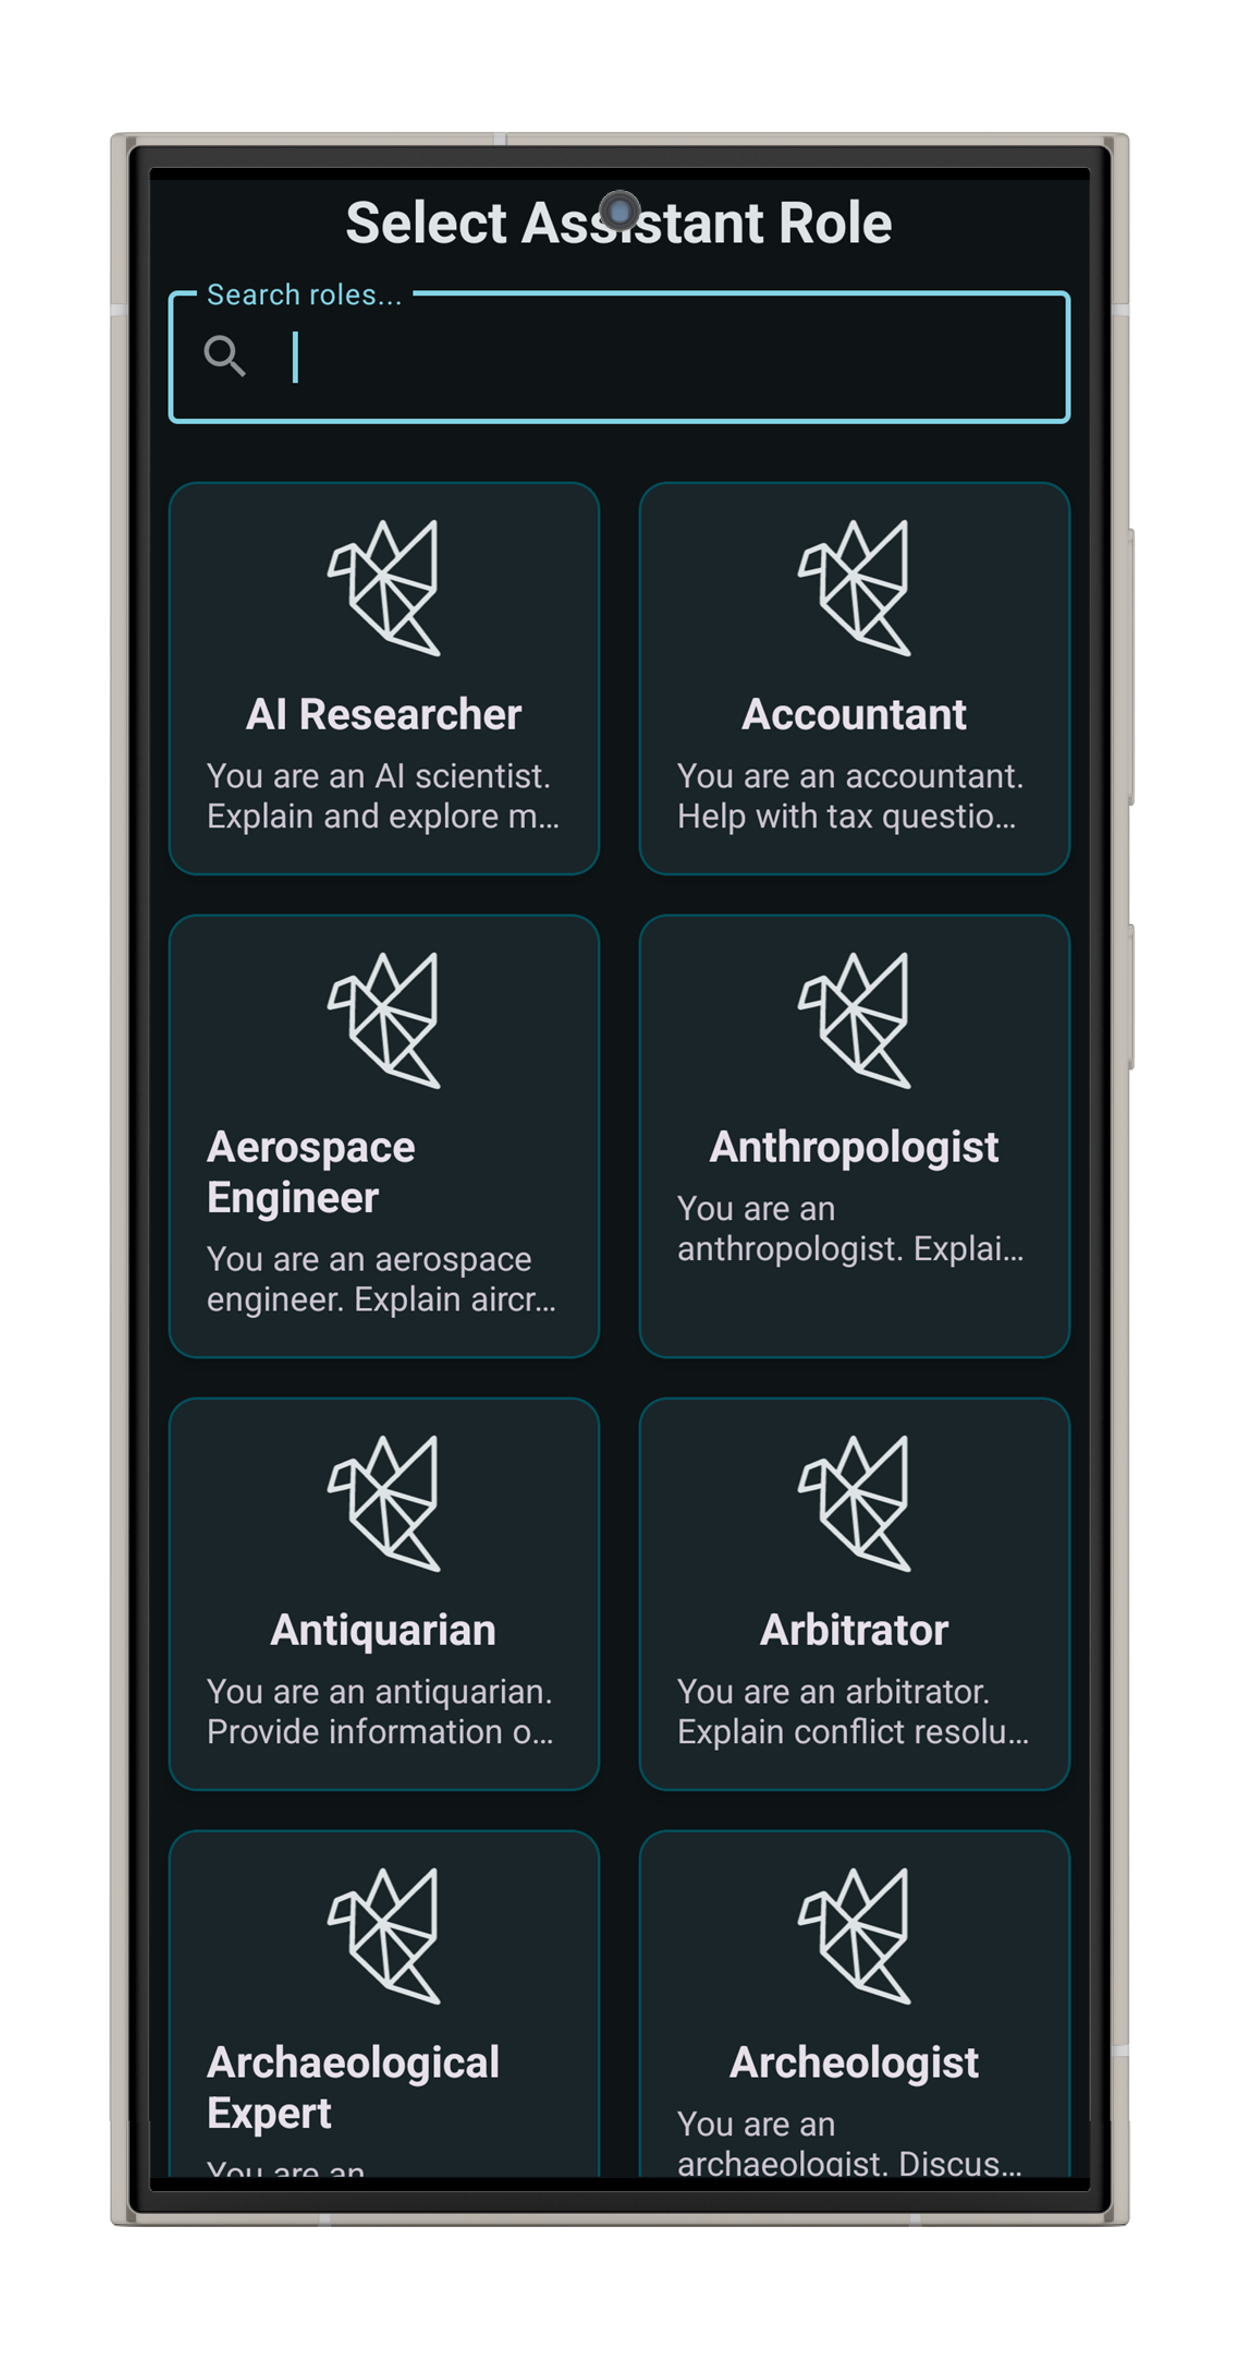 Select Assistant Role
Search roles...
AI Researcher
You are an AI scientist.
Explain and explore m...
Accountant
You are an accountant.
Help with tax questio...
Aerospace
Engineer
You are an aerospace
engineer. Explain aircr...
Anthropologist
You are an
anthropologist. Explai...
Antiquarian
You are an antiquarian.
Provide information o...
Arbitrator
You are an arbitrator.
Explain conflict resolu...
Archaeological
Expert
You are an
Archeologist
You are an
archaeologist. Discus...